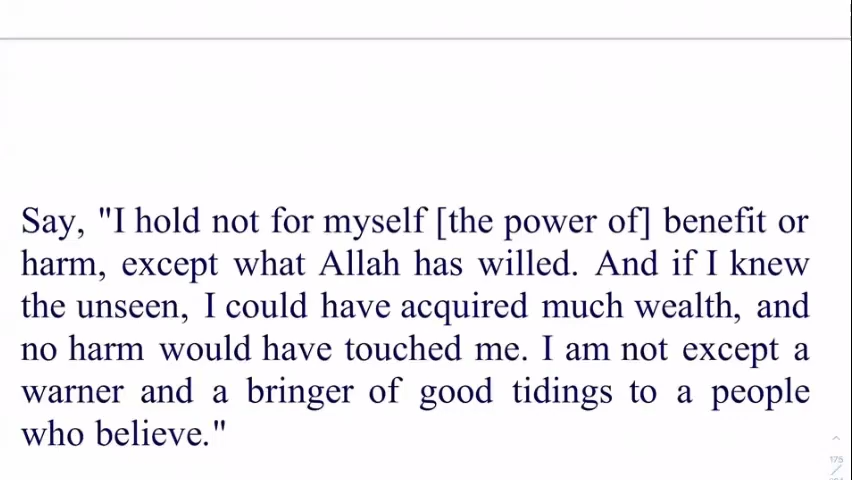 Say, "I hold not for myself [the power of] benefit or
harm, except what Allah has willed. And if I knew
the unseen, I could have acquired much wealth, and
no harm would have touched me. I am not except a
warner and a bringer of good tidings to a people
who believe."
175